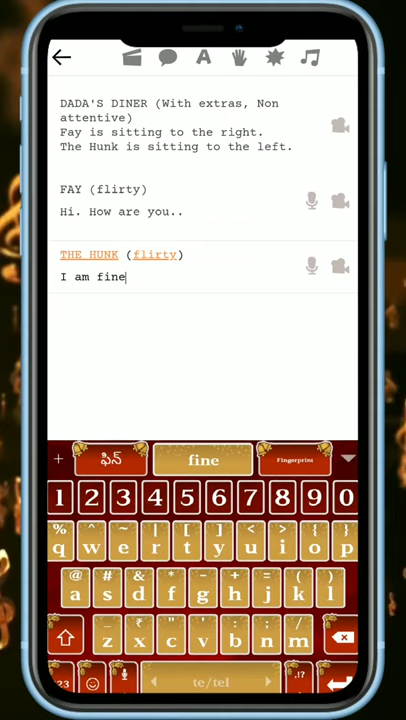 DADA'S DINER (With extras, Non
attentive)
Fay is sitting to the right.
The Hunk is sitting to the left.
FAY (flirty)
Hi. How are you..
THE HUNK (flirty)
I am fine
+ ఫిన్ fine Fingerprins
1 2 3 4 5 6 7 8 9 0
% ^ ~ | [ ] < > { }
q w e r t y u i o p
@ # & * - + = ( )
a s d f g h j k l
_ ₹ " ' : ; /
z x c v b n m
123 .!?
te/tel